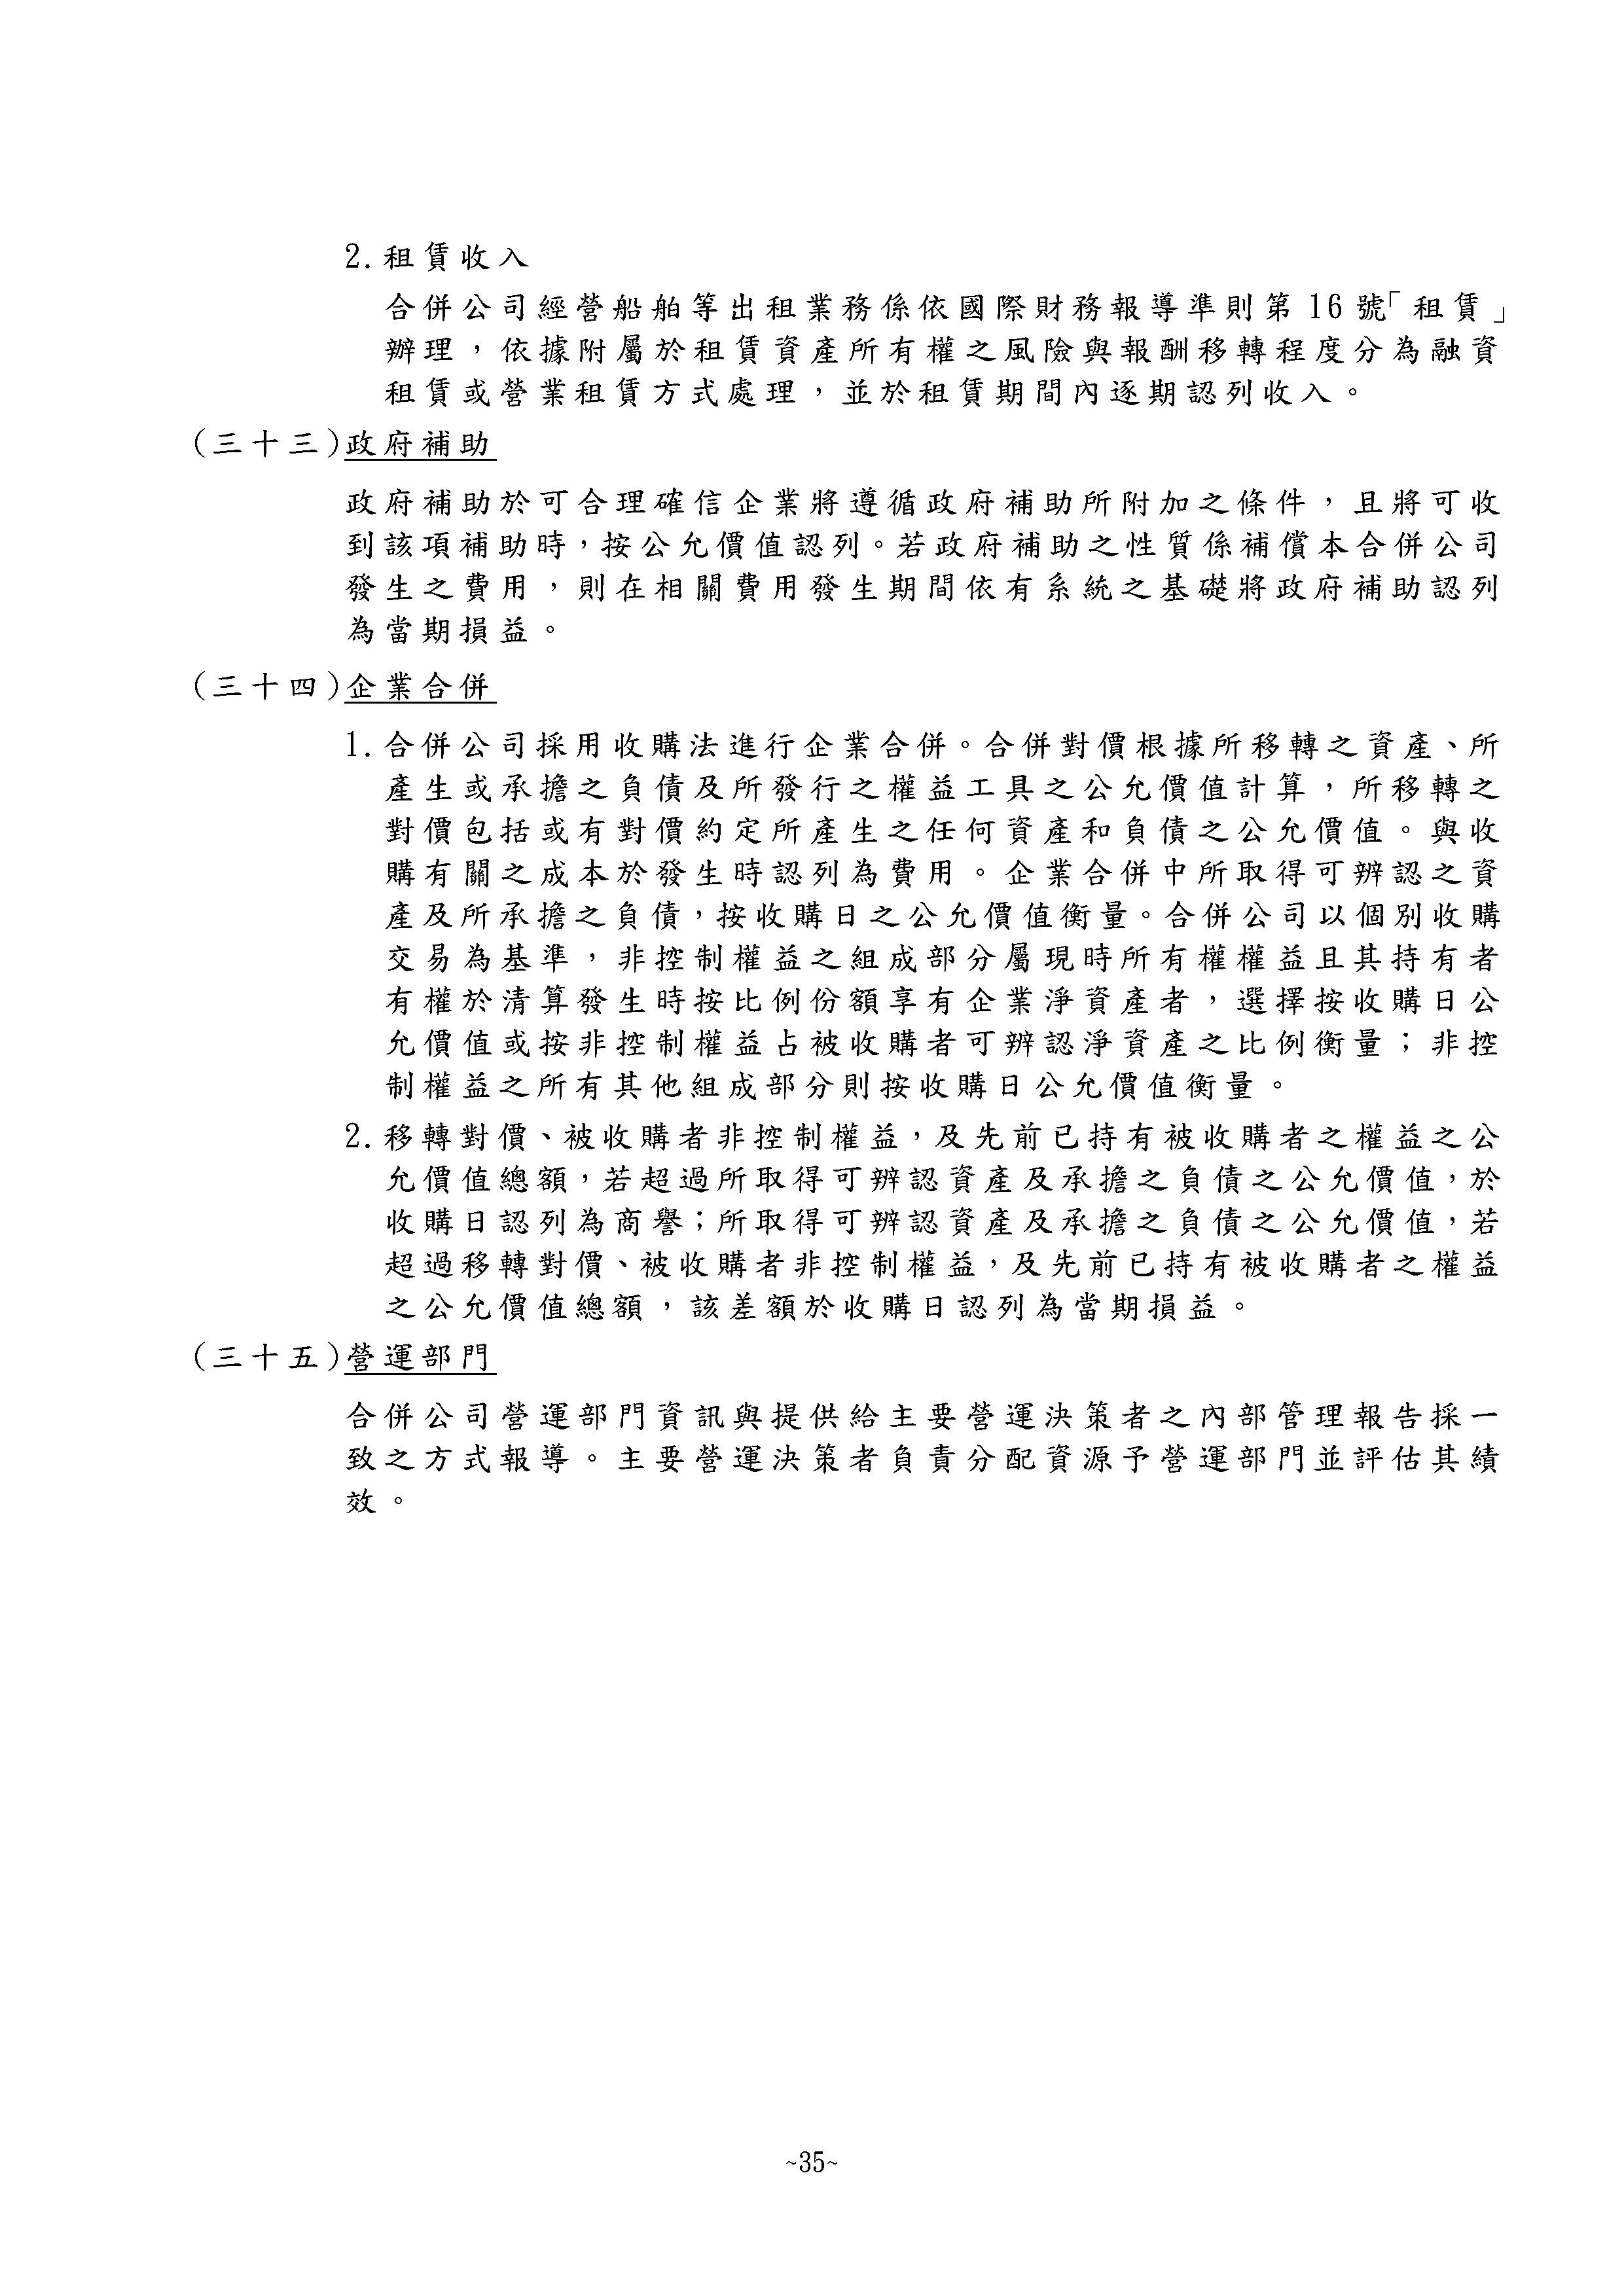 2.租賃收入
合併公司經營船舶等出租業務係依國際財務報導準則第 16 號「租賃」
辦理，依據附屬於租賃資產所有權之風險與報酬移轉程度分為融資
租賃或營業租賃方式處理，並於租賃期間內逐期認列收入。
(三十三)政府補助
政府補助於可合理確信企業將遵循政府補助所附加之條件，且將可收
到該項補助時，按公允價值認列。若政府補助之性質係補償本合併公司
發生之費用，則在相關費用發生期間依有系統之基礎將政府補助認列
為當期損益。
(三十四)企業合併
1.合併公司採用收購法進行企業合併。合併對價根據所移轉之資產、所
產生或承擔之負債及所發行之權益工具之公允價值計算，所移轉之
對價包括或有對價約定所產生之任何資產和負債之公允價值。與收
購有關之成本於發生時認列為費用。企業合併中所取得可辨認之資
產及所承擔之負債，按收購日之公允價值衡量。合併公司以個別收購
交易為基準，非控制權益之組成部分屬現時所有權權益且其持有者
有權於清算發生時按比例份額享有企業淨資產者，選擇按收購日公
允價值或按非控制權益占被收購者可辨認淨資產之比例衡量；非控
制權益之所有其他組成部分則按收購日公允價值衡量。
2.移轉對價、被收購者非控制權益，及先前已持有被收購者之權益之公
允價值總額，若超過所取得可辨認資產及承擔之負債之公允價值，於
收購日認列為商譽；所取得可辨認資產及承擔之負債之公允價值，若
超過移轉對價、被收購者非控制權益，及先前已持有被收購者之權益
之公允價值總額，該差額於收購日認列為當期損益。
(三十五)營運部門
合併公司營運部門資訊與提供給主要營運決策者之內部管理報告採一
致之方式報導。主要營運決策者負責分配資源予營運部門並評估其績
效。
~35~